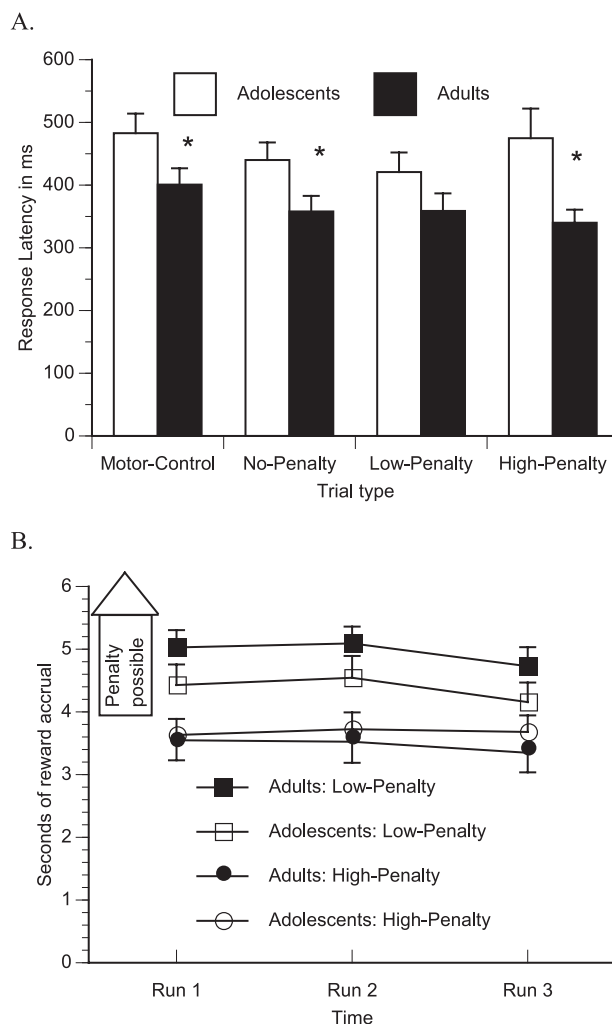 A.
600
500
400
300
200
100
0
Response Latency in ms
Adolescents Adults
* * *
Motor-Control No-Penalty Low-Penalty High-Penalty
Trial type
B.
6
5
4
3
2
1
0
Seconds of reward accrual
Penalty
possible
Adults: Low-Penalty
Adolescents: Low-Penalty
Adults: High-Penalty
Adolescents: High-Penalty
Run 1 Run 2 Run 3
Time